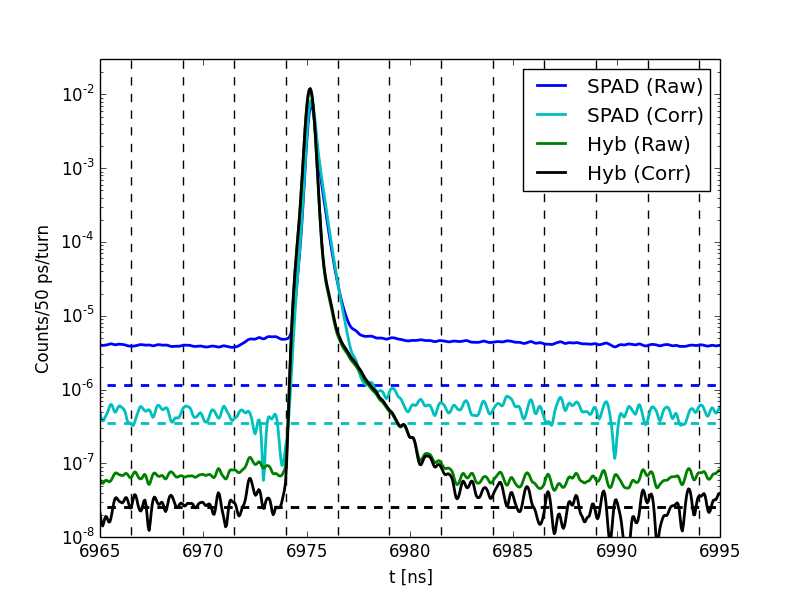 SPAD (Raw)
SPAD (Corr)
Hyb (Raw)
Hyb (Corr)
10⁻²
10⁻³
10⁻⁴
10⁻⁵
10⁻⁶
10⁻⁷
10⁻⁸
Counts/50 ps/turn
6965 6970 6975 6980 6985 6990 6995
t [ns]